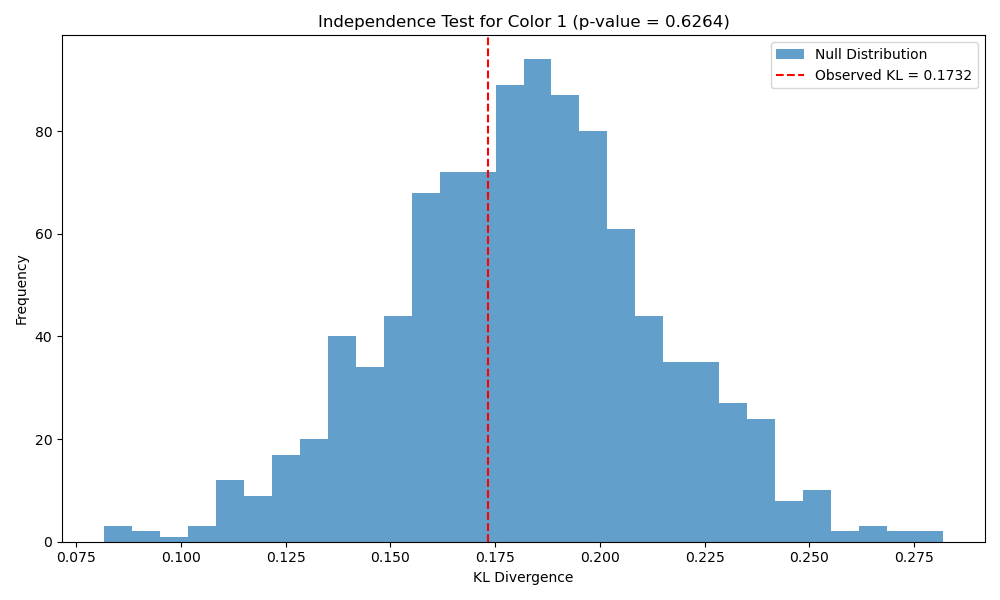 Independence Test for Color 1 (p-value = 0.6264)
Null Distribution
Observed KL = 0.1732
Frequency
80
60
40
20
0
0.075 0.100 0.125 0.150 0.175 0.200 0.225 0.250 0.275
KL Divergence